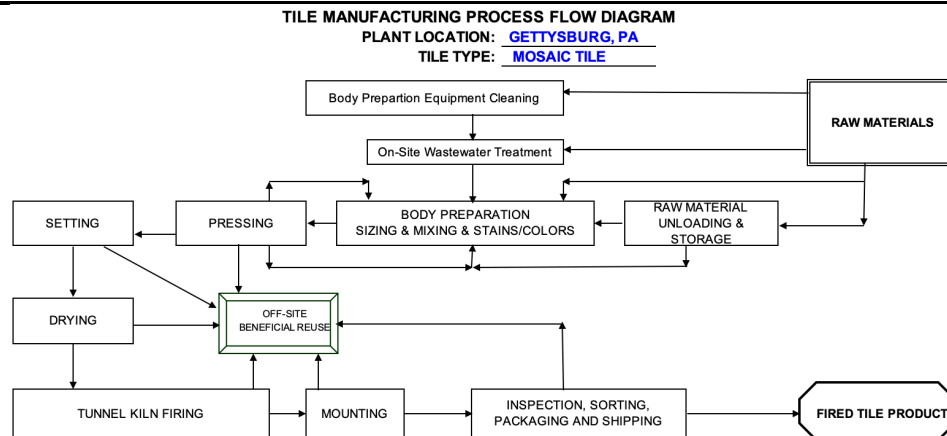 TILE MANUFACTURING PROCESS FLOW DIAGRAM
PLANT LOCATION: GETTYSBURG, PA
TILE TYPE: MOSAIC TILE
Body Prepartion Equipment Cleaning
RAW MATERIALS
On-Site Wastewater Treatment
SETTING
PRESSING
BODY PREPARATION
SIZING & MIXING & STAINS/COLORS
RAW MATERIAL
UNLOADING &
STORAGE
DRYING
OFF-SITE
BENEFICIAL REUSE
TUNNEL KILN FIRING
MOUNTING
INSPECTION, SORTING,
PACKAGING AND SHIPPING
FIRED TILE PRODUCT